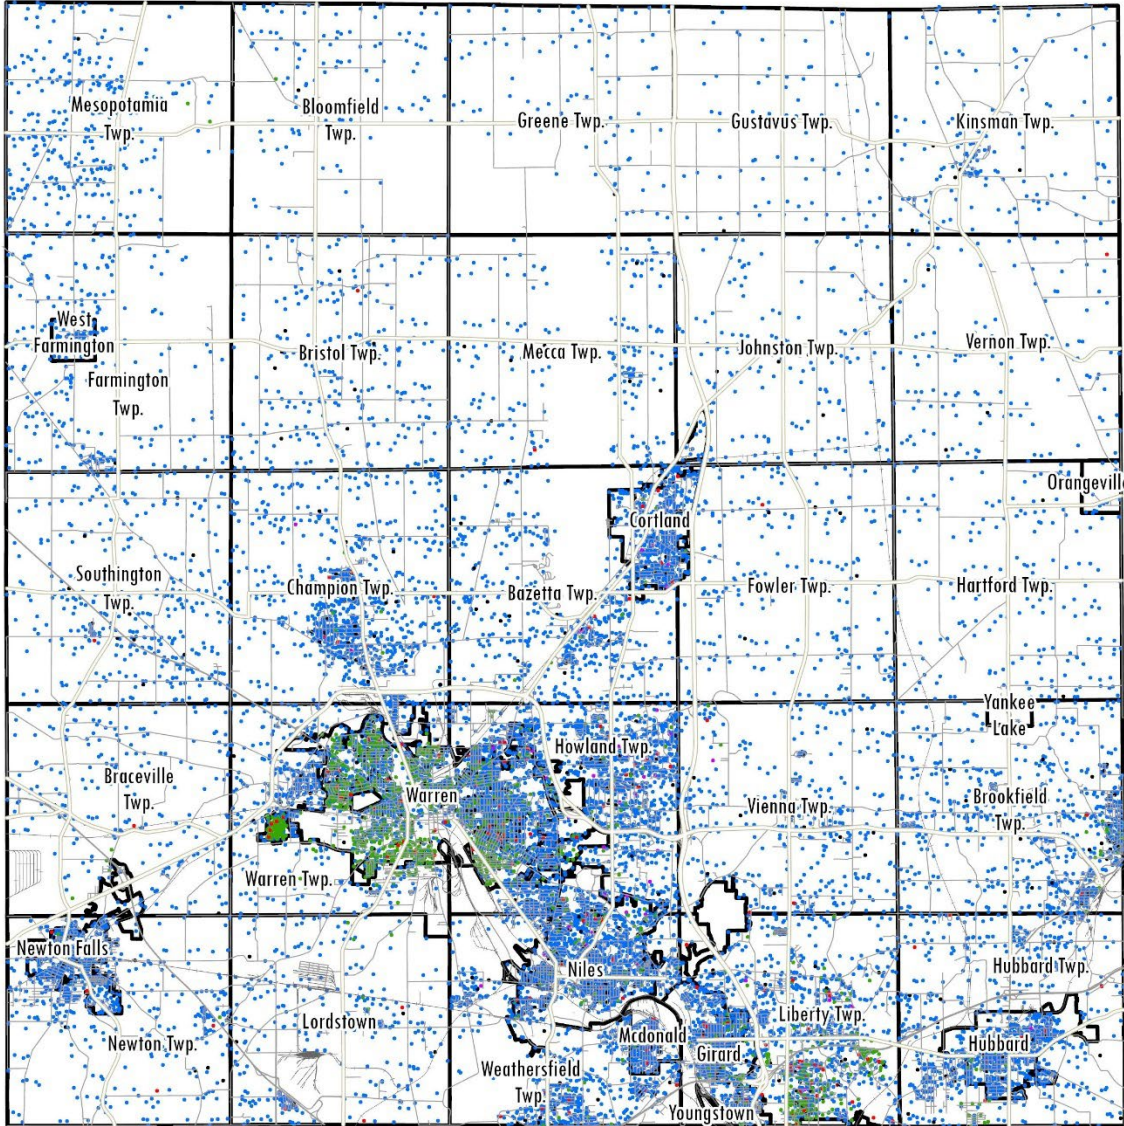 Mesopotamia
Twp.
Bloomfield
Twp.
Greene Twp.
Gustavus Twp.
Kinsman Twp.
West
Farmington
Farmington
Twp.
Bristol Twp.
Mecca Twp.
Johnston Twp.
Vernon Twp.
Orangeville
Cortland
Southington
Twp.
Champion Twp.
Bazetta Twp.
Fowler Twp.
Hartford Twp.
Yankee
Lake
Howland Twp.
Braceville
Twp.
Warren
Vienna Twp.
Brookfield
Twp.
Warren Twp.
Newton Falls
Niles
Hubbard Twp.
Lordstown
Liberty Twp.
Newton Twp.
Mcdonald
Girard
Hubbard
Weathersfield
Twp.
Youngstown